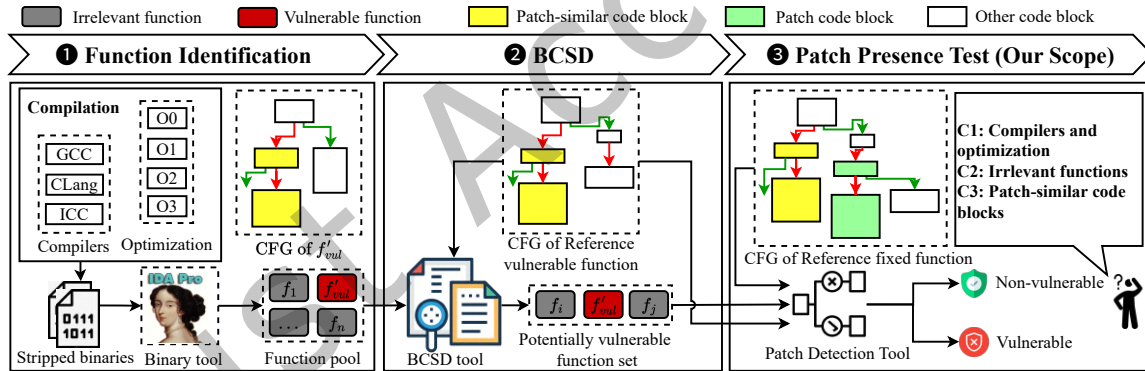 Irrelevant function
Vulnerable function
Patch-similar code block
Patch code block
Other code block
❶ Function Identification
❷ BCSD
❸ Patch Presence Test (Our Scope)
Compilation
O0
O1
O2
O3
GCC
CLang
ICC
Compilers
Optimization
CFG of f'vul
CFG of Reference
vulnerable function
CFG of Reference fixed function
C1: Compilers and
optimization
C2: Irrlevant functions
C3: Patch-similar code
blocks
IDA Pro
0111
1011
f1
f'vul
...
fn
fi
f'vul
fj
Non-vulnerable
Vulnerable
Stripped binaries
Binary tool
Function pool
BCSD tool
Potentially vulnerable
function set
Patch Detection Tool
?